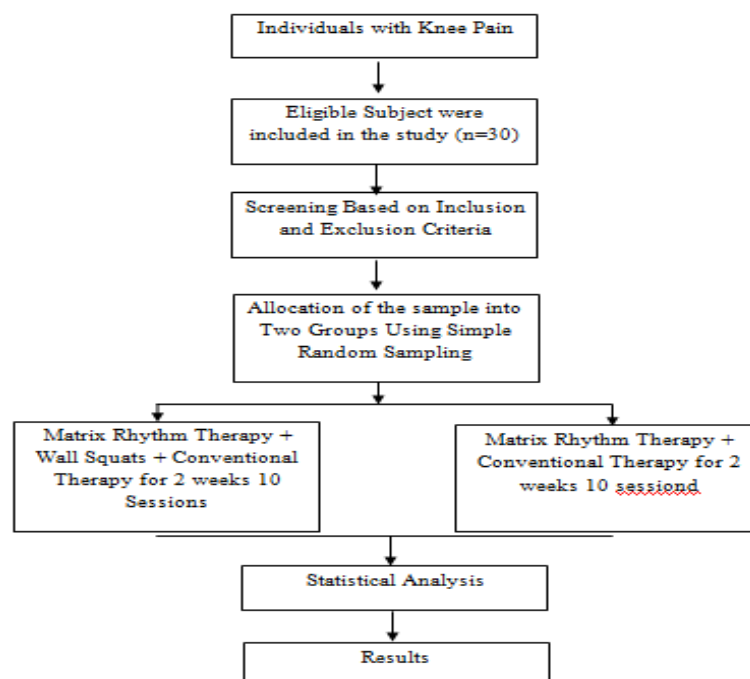 Individuals with Knee Pain
Eligible Subject were
included in the study (n=30)
Screening Based on Inclusion
and Exclusion Criteria
Allocation of the sample into
Two Groups Using Simple
Random Sampling
Matrix Rhythm Therapy +
Wall Squats + Conventional
Therapy for 2 weeks 10
Sessions
Matrix Rhythm Therapy +
Conventional Therapy for 2
weeks 10 sessiond
Statistical Analysis
Results